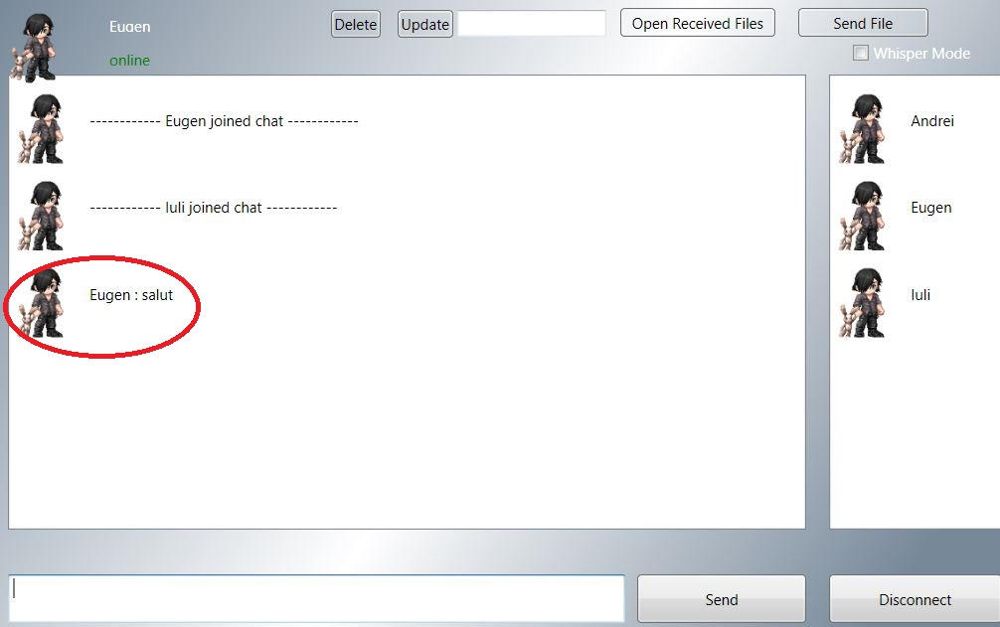 Eugen
Delete
Update
Open Received Files
Send File
online
Whisper Mode
------------ Eugen joined chat ------------
------------ Iuli joined chat ------------
Eugen : salut
Andrei
Eugen
Iuli
Send
Disconnect